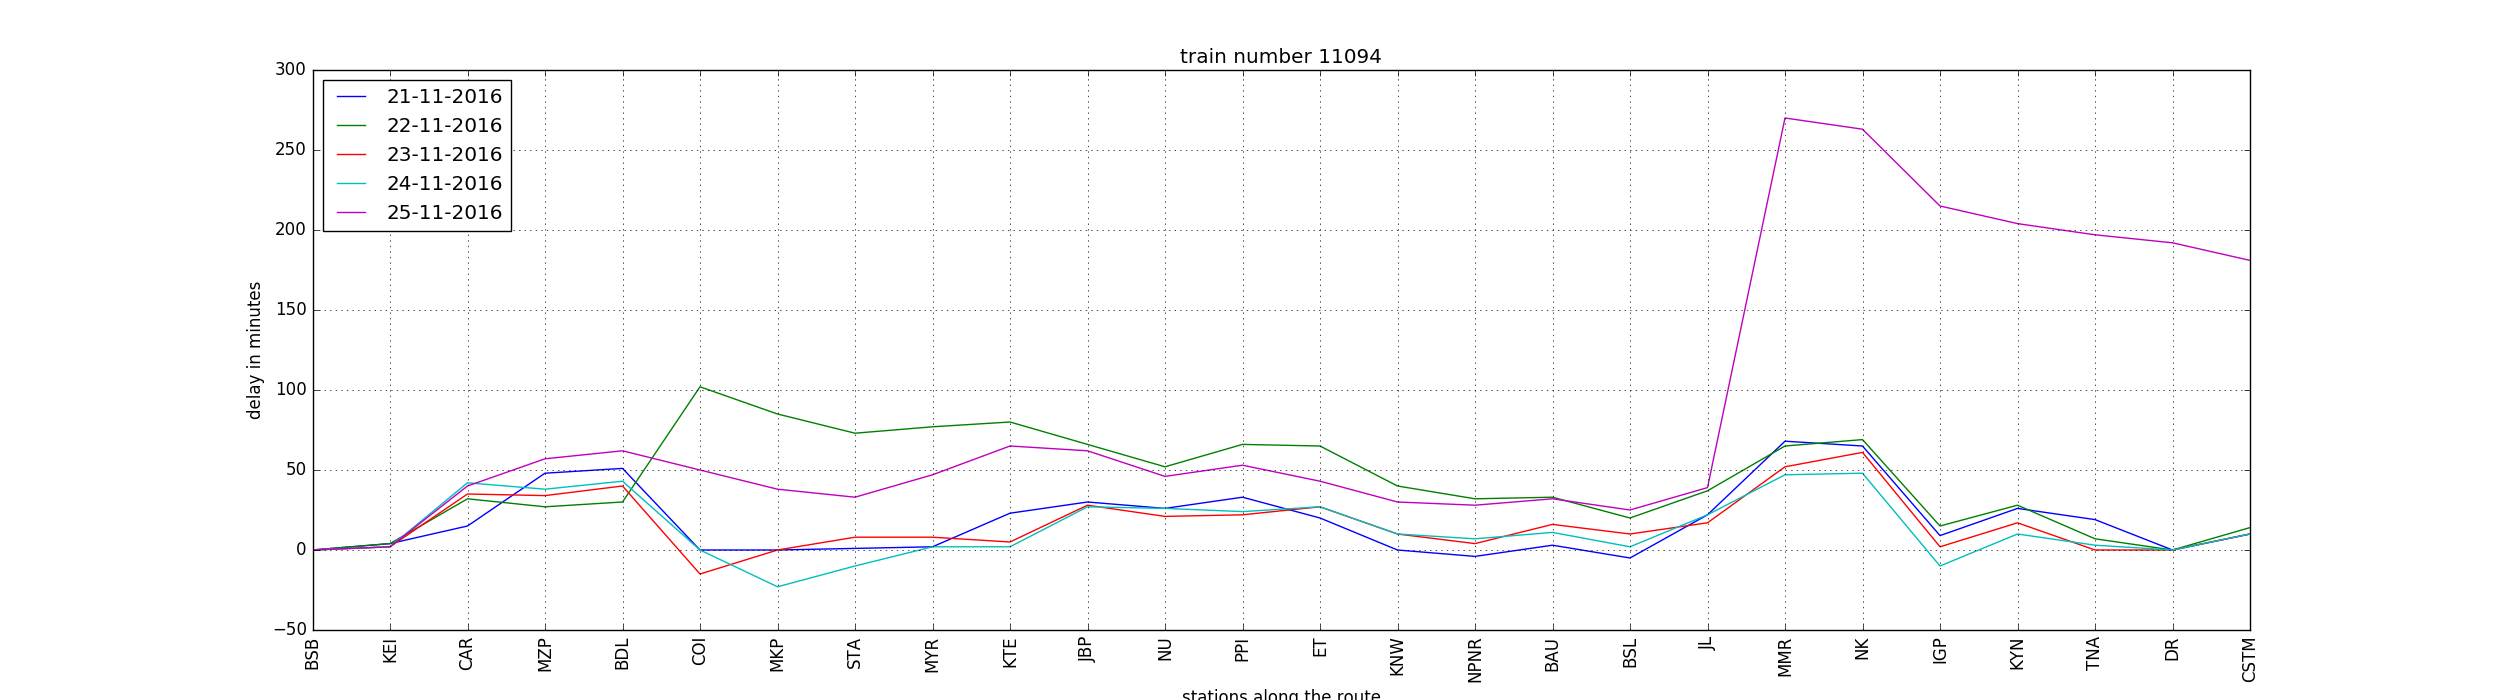 train number 11094
300
250
200
150
100
50
0
−50
delay in minutes
21-11-2016
22-11-2016
23-11-2016
24-11-2016
25-11-2016
BSB
KEI
CAR
MZP
BDL
COI
MKP
STA
MYR
KTE
JBP
NU
PPI
ET
KNW
NPNR
BAU
BSL
JL
MMR
NK
IGP
KYN
TNA
DR
CSTM
stations along the route